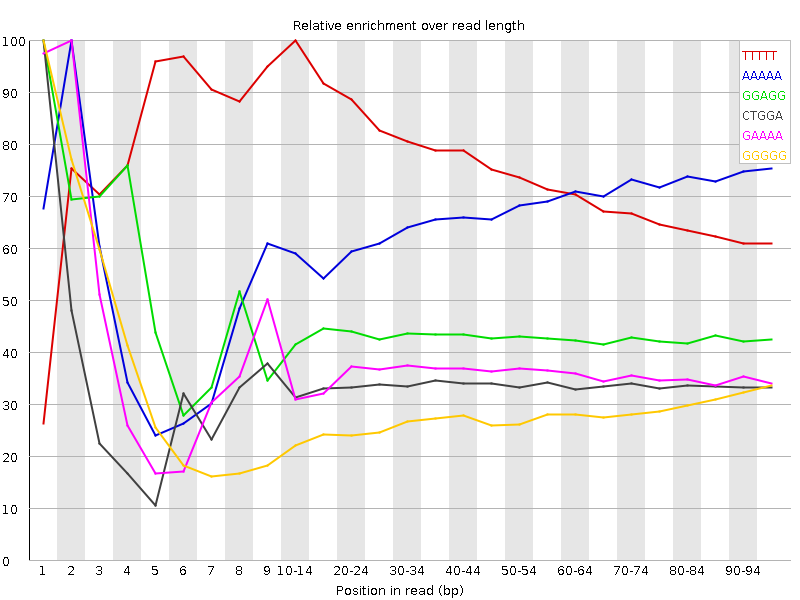 Relative enrichment over read length
100
90
80
70
60
50
40
30
20
10
0
TTTTT
AAAAA
GGAGG
CTGGA
GAAAA
GGGGG
1 2 3 4 5 6 7 8 9 10-14 20-24 30-34 40-44 50-54 60-64 70-74 80-84 90-94
Position in read (bp)